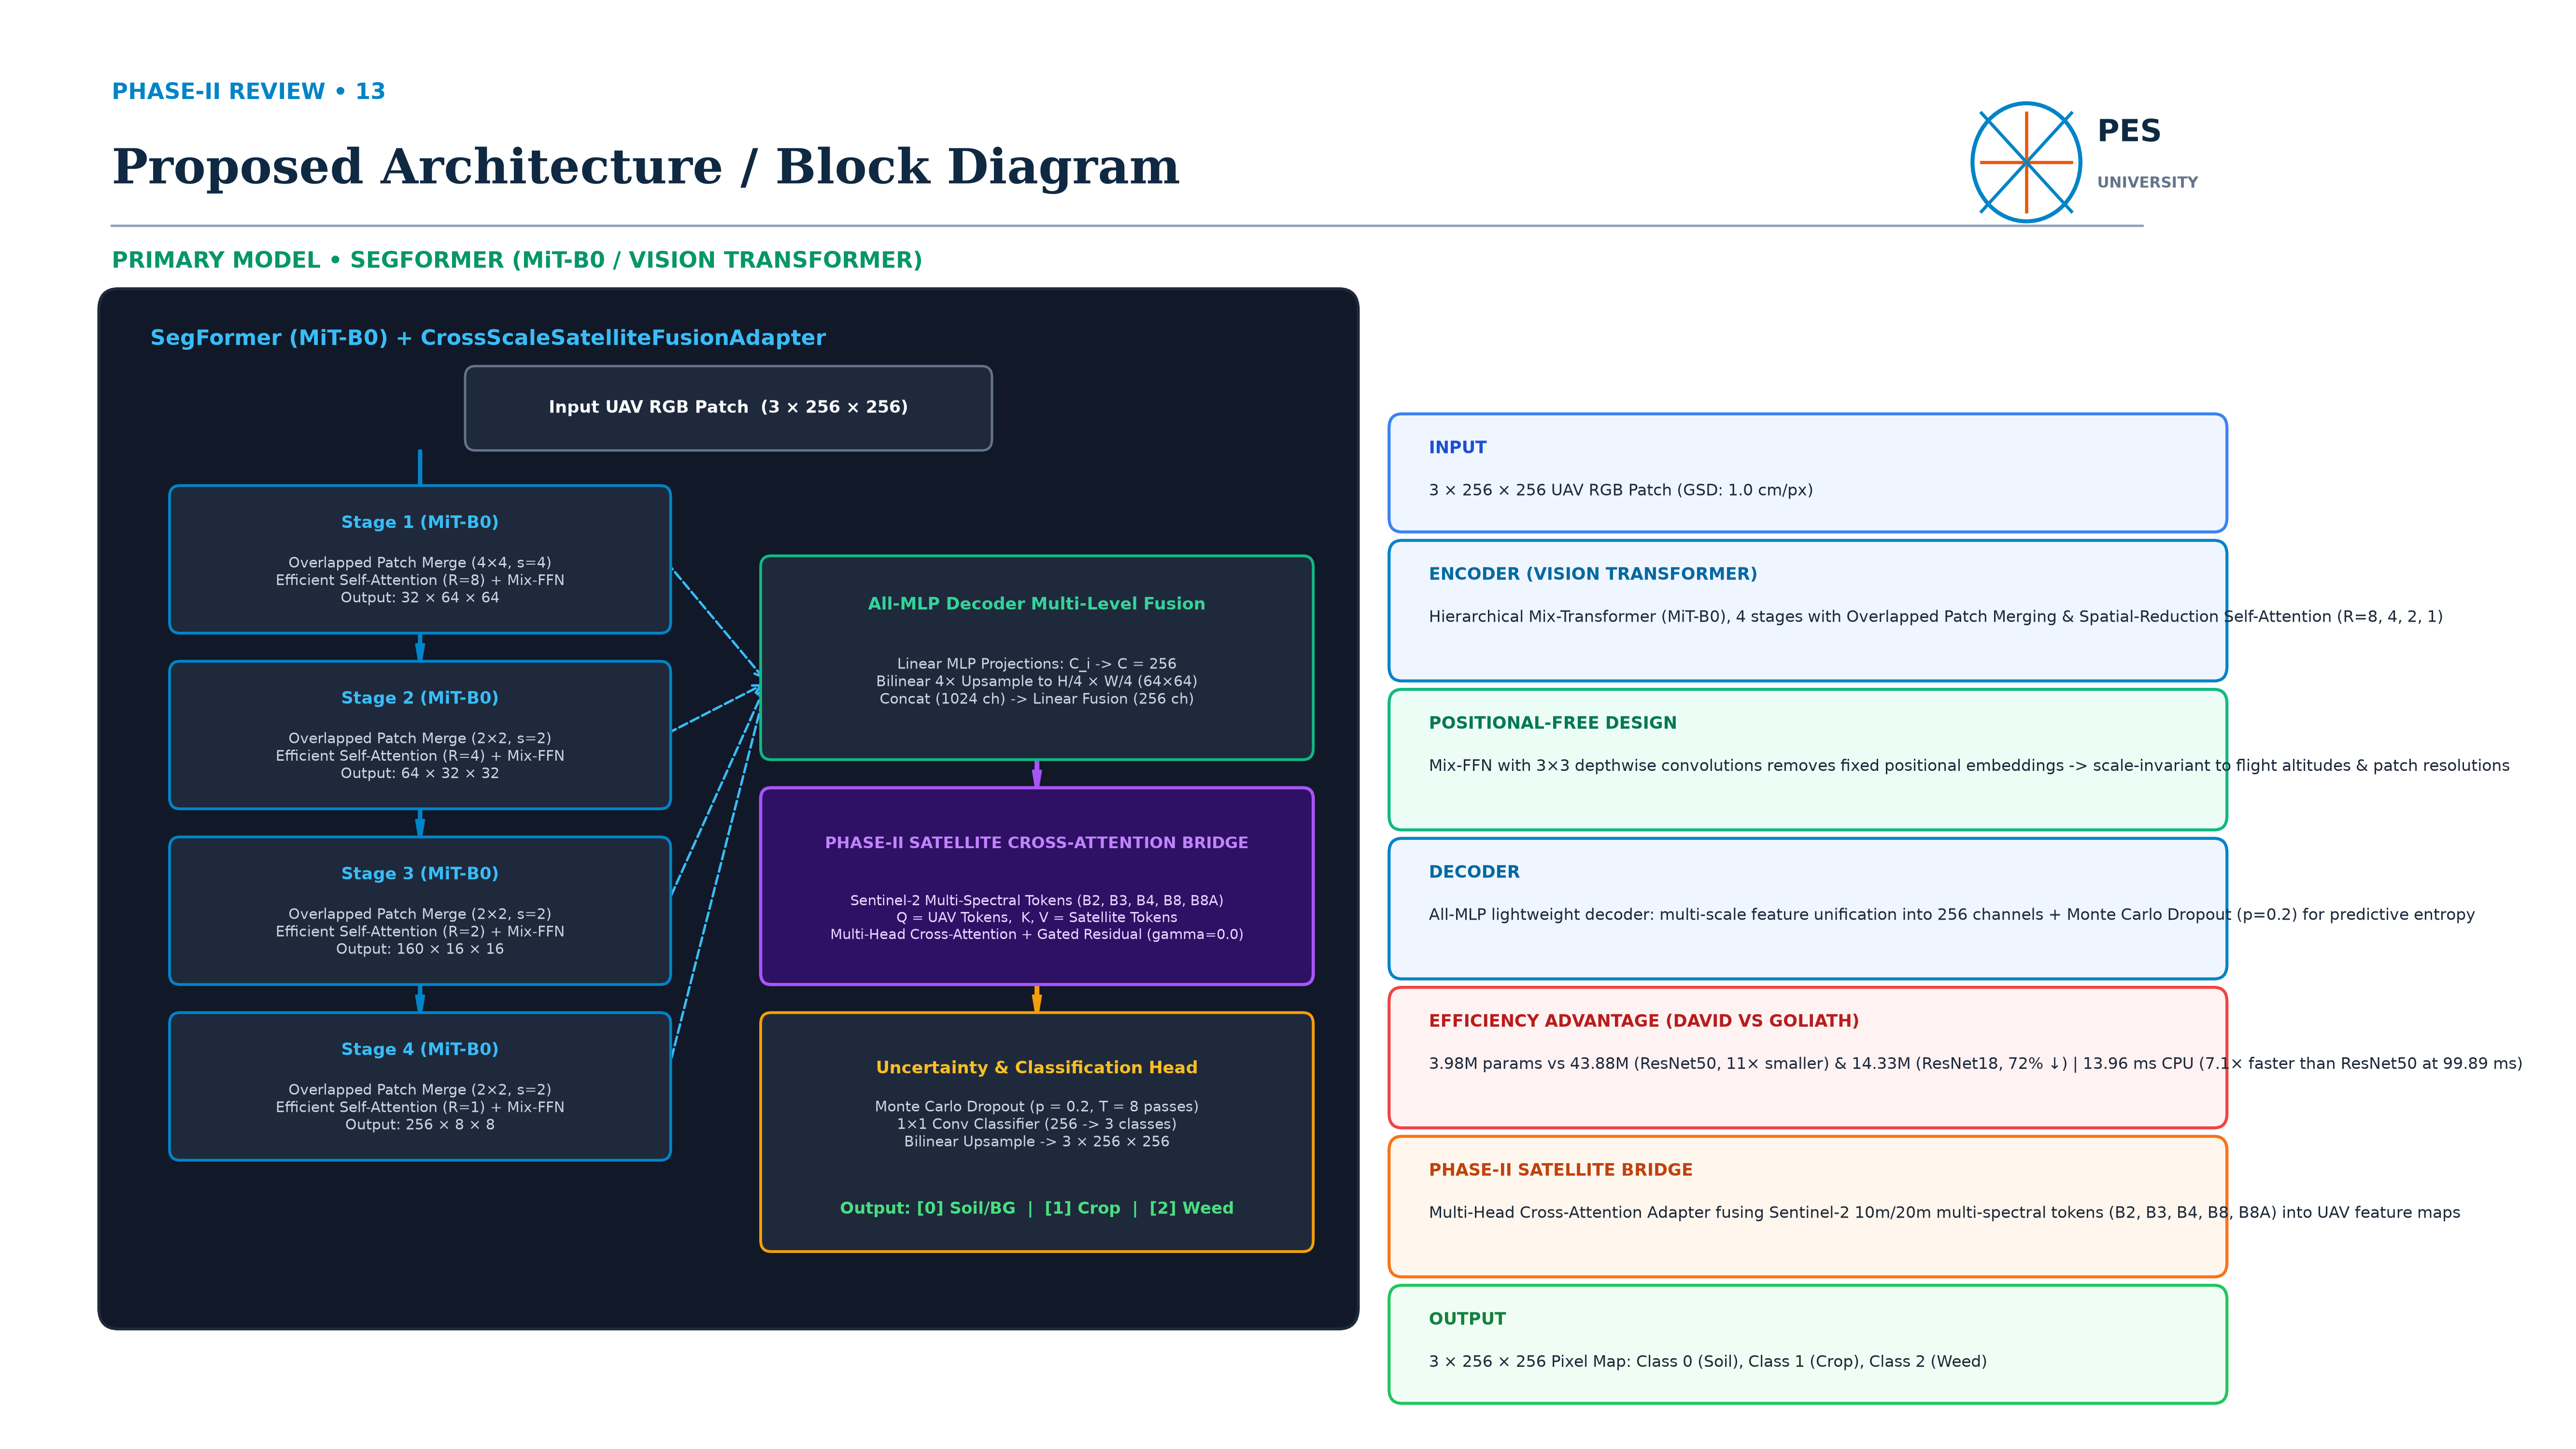 PHASE-II REVIEW • 13
Proposed Architecture / Block Diagram
PES
UNIVERSITY
PRIMARY MODEL • SEGFORMER (MiT-B0 / VISION TRANSFORMER)
SegFormer (MiT-B0) + CrossScaleSatelliteFusionAdapter
Input UAV RGB Patch (3 × 256 × 256)
Stage 1 (MiT-B0)
Overlapped Patch Merge (4×4, s=4)
Efficient Self-Attention (R=8) + Mix-FFN
Output: 32 × 64 × 64
Stage 2 (MiT-B0)
Overlapped Patch Merge (2×2, s=2)
Efficient Self-Attention (R=4) + Mix-FFN
Output: 64 × 32 × 32
Stage 3 (MiT-B0)
Overlapped Patch Merge (2×2, s=2)
Efficient Self-Attention (R=2) + Mix-FFN
Output: 160 × 16 × 16
Stage 4 (MiT-B0)
Overlapped Patch Merge (2×2, s=2)
Efficient Self-Attention (R=1) + Mix-FFN
Output: 256 × 8 × 8
All-MLP Decoder Multi-Level Fusion
Linear MLP Projections: C_i -> C = 256
Bilinear 4× Upsample to H/4 × W/4 (64×64)
Concat (1024 ch) -> Linear Fusion (256 ch)
PHASE-II SATELLITE CROSS-ATTENTION BRIDGE
Sentinel-2 Multi-Spectral Tokens (B2, B3, B4, B8, B8A)
Q = UAV Tokens, K, V = Satellite Tokens
Multi-Head Cross-Attention + Gated Residual (gamma=0.0)
Uncertainty & Classification Head
Monte Carlo Dropout (p = 0.2, T = 8 passes)
1×1 Conv Classifier (256 -> 3 classes)
Bilinear Upsample -> 3 × 256 × 256
Output: [0] Soil/BG | [1] Crop | [2] Weed
INPUT
3 × 256 × 256 UAV RGB Patch (GSD: 1.0 cm/px)
ENCODER (VISION TRANSFORMER)
Hierarchical Mix-Transformer (MiT-B0), 4 stages with Overlapped Patch Merging & Spatial-Reduction Self-Attention (R=8, 4, 2, 1)
POSITIONAL-FREE DESIGN
Mix-FFN with 3×3 depthwise convolutions removes fixed positional embeddings -> scale-invariant to flight altitudes & patch resolutions
DECODER
All-MLP lightweight decoder: multi-scale feature unification into 256 channels + Monte Carlo Dropout (p=0.2) for predictive entropy
EFFICIENCY ADVANTAGE (DAVID VS GOLIATH)
3.98M params vs 43.88M (ResNet50, 11× smaller) & 14.33M (ResNet18, 72% ↓) | 13.96 ms CPU (7.1× faster than ResNet50 at 99.89 ms)
PHASE-II SATELLITE BRIDGE
Multi-Head Cross-Attention Adapter fusing Sentinel-2 10m/20m multi-spectral tokens (B2, B3, B4, B8, B8A) into UAV feature maps
OUTPUT
3 × 256 × 256 Pixel Map: Class 0 (Soil), Class 1 (Crop), Class 2 (Weed)